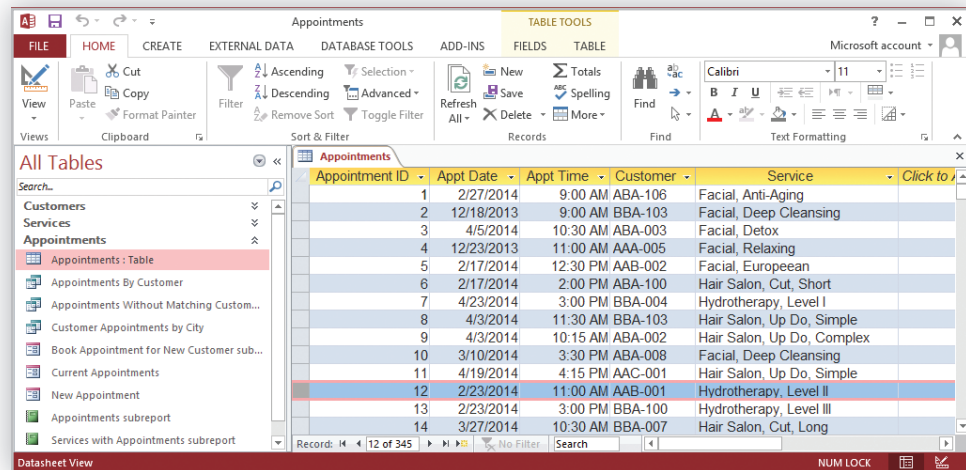 Appointments
TABLE TOOLS
?
FILE HOME CREATE EXTERNAL DATA DATABASE TOOLS ADD-INS FIELDS TABLE Microsoft account
View
Views
Paste
Cut
Copy
Format Painter
Clipboard
Filter
Ascending
Descending
Remove Sort
Selection
Advanced
Toggle Filter
Sort & Filter
Refresh
All
New
Save
Delete
Totals
Spelling
More
Records
Find
Find
Calibri 11
B I U
A
Text Formatting
All Tables
Search...
Customers
Services
Appointments
Appointments : Table
Appointments By Customer
Appointments Without Matching Custom...
Customer Appointments by City
Book Appointment for New Customer sub...
Current Appointments
New Appointment
Appointments subreport
Services with Appointments subreport
Appointments
Appointment ID Appt Date Appt Time Customer Service Click to A
1 2/27/2014 9:00 AM ABA-106 Facial, Anti-Aging
2 12/18/2013 9:00 AM BBA-103 Facial, Deep Cleansing
3 4/5/2014 10:30 AM ABA-003 Facial, Detox
4 12/23/2013 11:00 AM AAA-005 Facial, Relaxing
5 2/17/2014 12:30 PM AAB-002 Facial, Europeean
6 2/17/2014 2:00 PM ABA-100 Hair Salon, Cut, Short
7 4/23/2014 3:00 PM BBA-004 Hydrotherapy, Level I
8 4/3/2014 11:30 AM BBA-103 Hair Salon, Up Do, Simple
9 4/3/2014 10:15 AM ABA-002 Hair Salon, Up Do, Complex
10 3/10/2014 3:30 PM ABA-008 Facial, Deep Cleansing
11 4/19/2014 4:15 PM AAC-001 Hair Salon, Up Do, Simple
12 2/23/2014 11:00 AM AAB-001 Hydrotherapy, Level II
13 2/23/2014 3:00 PM BBA-100 Hydrotherapy, Level III
14 3/27/2014 10:30 AM BBA-007 Hair Salon, Cut, Long
Record: 12 of 345 No Filter Search
Datasheet View NUM LOCK